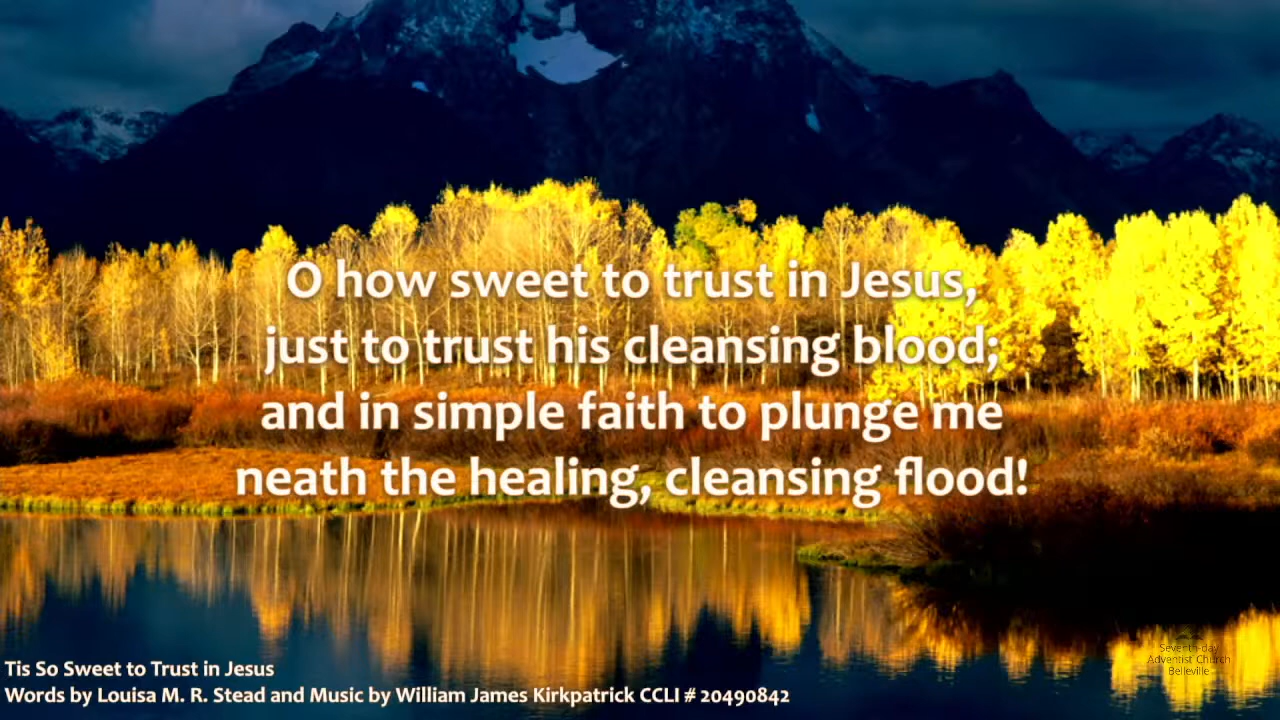 O how sweet to trust in Jesus,
just to trust his cleansing blood;
and in simple faith to plunge me
neath the healing, cleansing flood!
Tis So Sweet to Trust in Jesus
Words by Louisa M. R. Stead and Music by William James Kirkpatrick CCLI # 20490842
Seventh-day
Adventist Church
Belleville